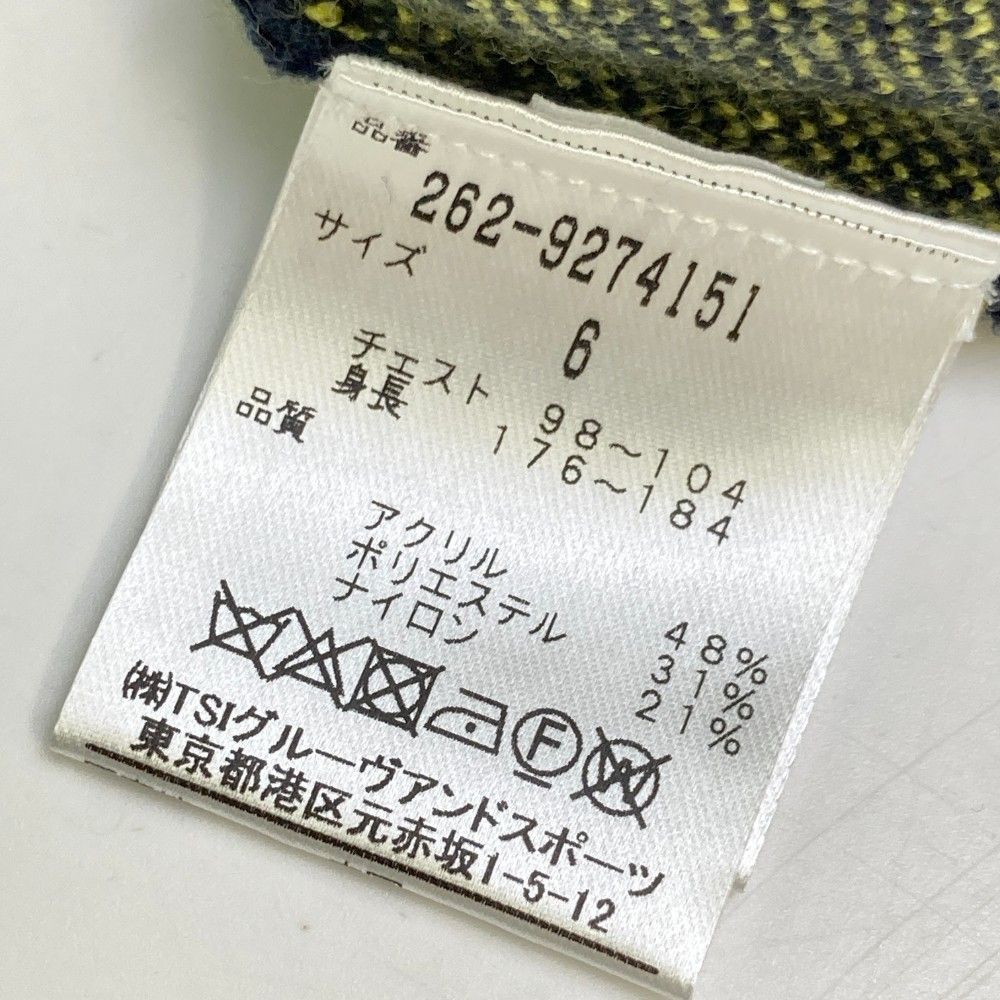 品番
262-9274151
サイズ
6
チェスト 98～104
身長 176～184
品質
アクリル 48%
ポリエステル 31%
ナイロン 21%
F W
㈱TSIグルーヴアンドスポーツ
東京都港区元赤坂1-5-12